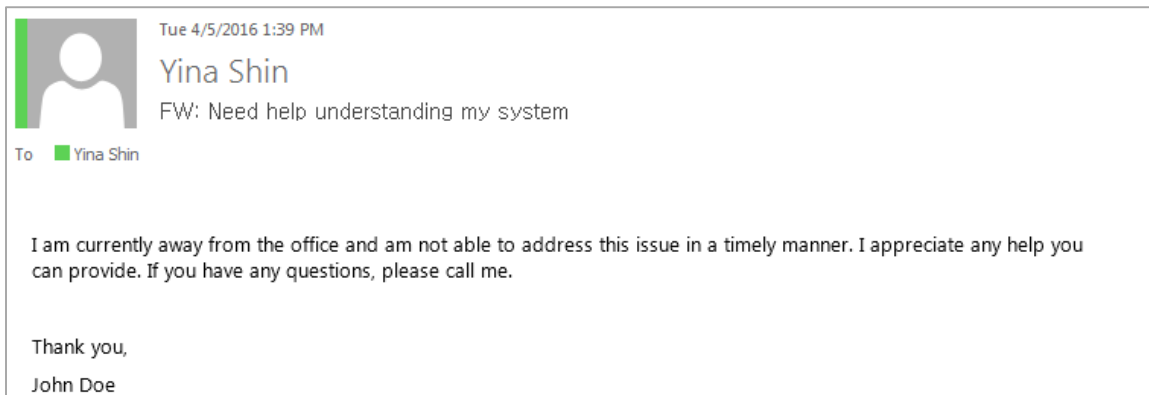 Tue 4/5/2016 1:39 PM
Yina Shin
FW: Need help understanding my system
To Yina Shin
I am currently away from the office and am not able to address this issue in a timely manner. I appreciate any help you
can provide. If you have any questions, please call me.
Thank you,
John Doe